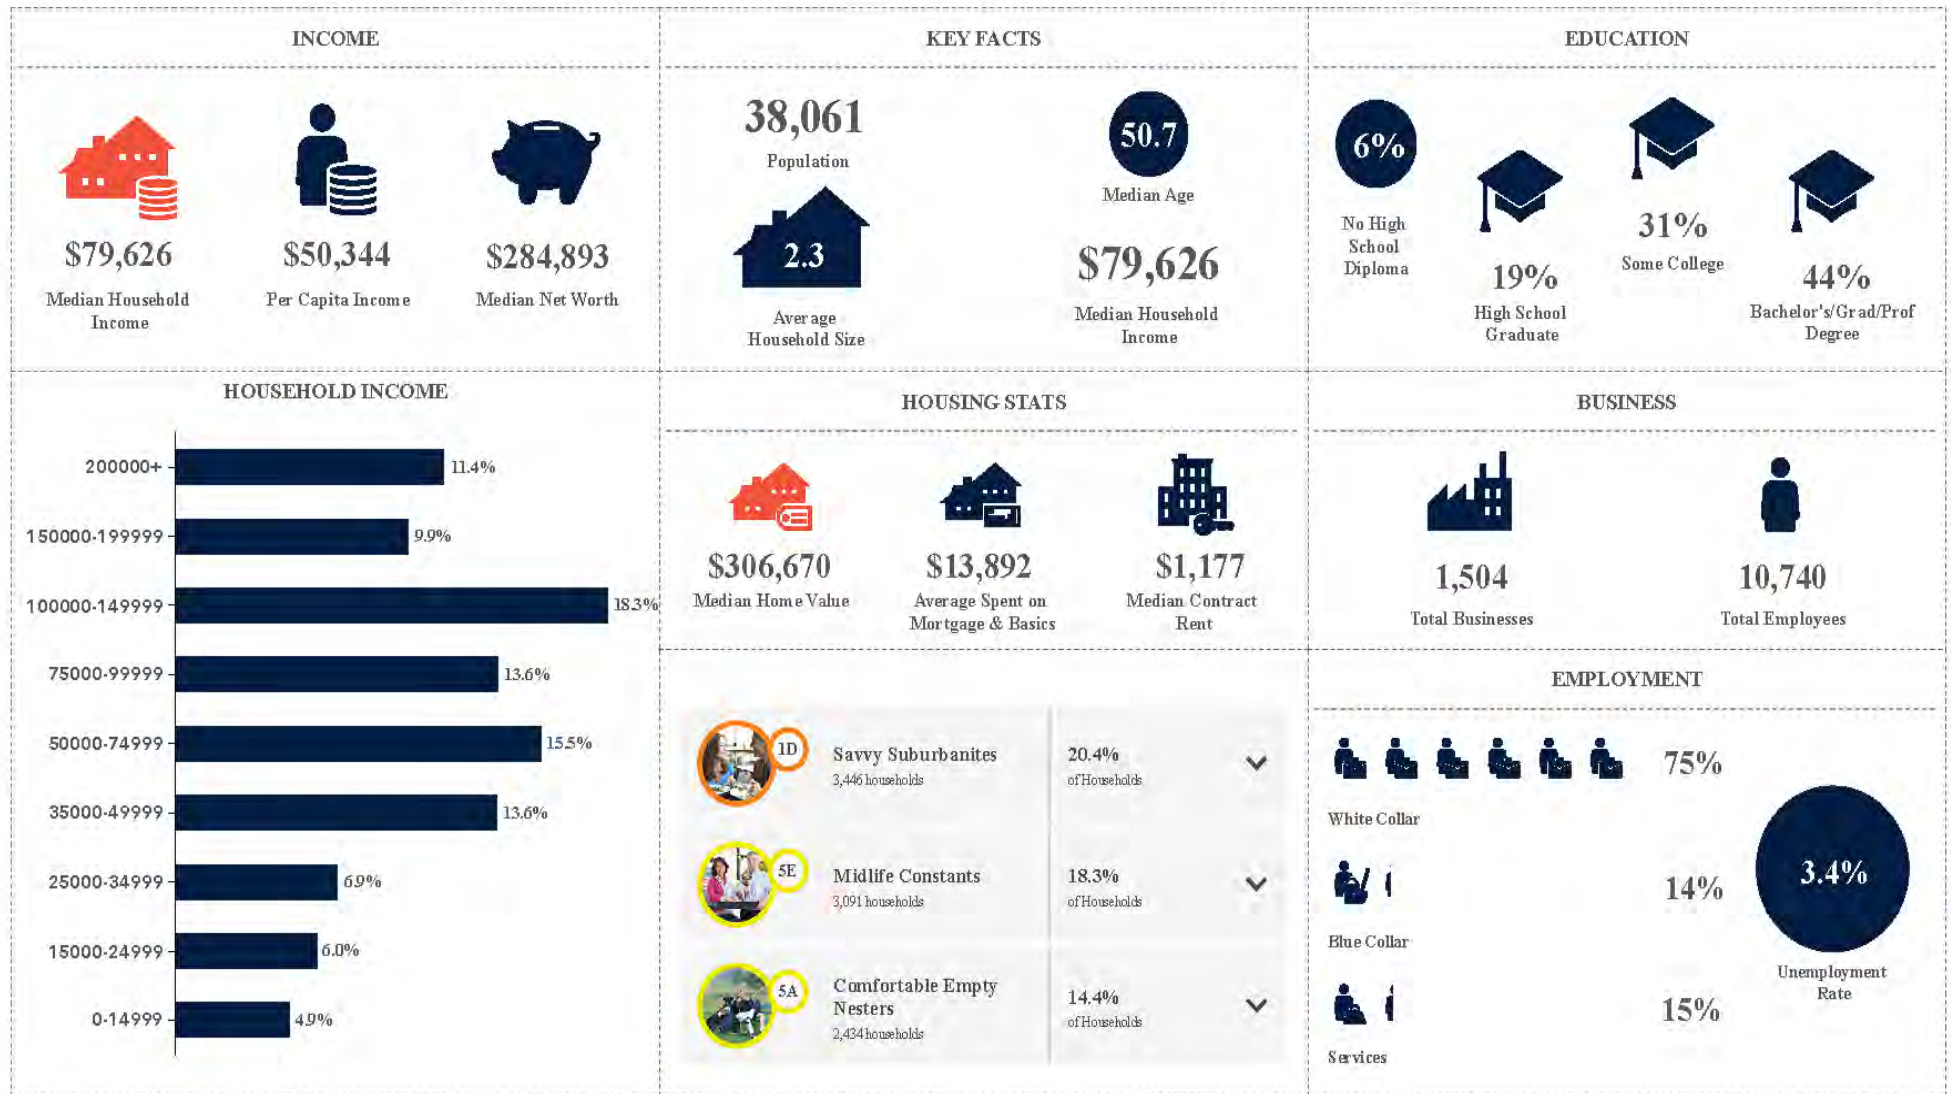 INCOME
$79,626
Median Household
Income
$50,344
Per Capita Income
$284,893
Median Net Worth
KEY FACTS
38,061
Population
2.3
Average
Household Size
50.7
Median Age
$79,626
Median Household
Income
EDUCATION
6%
No High
School
Diploma
19%
High School
Graduate
31%
Some College
44%
Bachelor's/Grad/Prof
Degree
HOUSEHOLD INCOME
200000+ 11.4%
150000-199999 9.9%
100000-149999 18.3%
75000-99999 13.6%
50000-74999 15.5%
35000-49999 13.6%
25000-34999 6.9%
15000-24999 6.0%
0-14999 4.9%
HOUSING STATS
$306,670
Median Home Value
$13,892
Average Spent on
Mortgage & Basics
$1,177
Median Contract
Rent
1D
Savvy Suburbanites
3,446 households
20.4%
of Households
5E
Midlife Constants
3,091 households
18.3%
of Households
5A
Comfortable Empty
Nesters
2,434 households
14.4%
of Households
BUSINESS
1,504
Total Businesses
10,740
Total Employees
EMPLOYMENT
75%
White Collar
14%
Blue Collar
15%
Services
3.4%
Unemployment
Rate